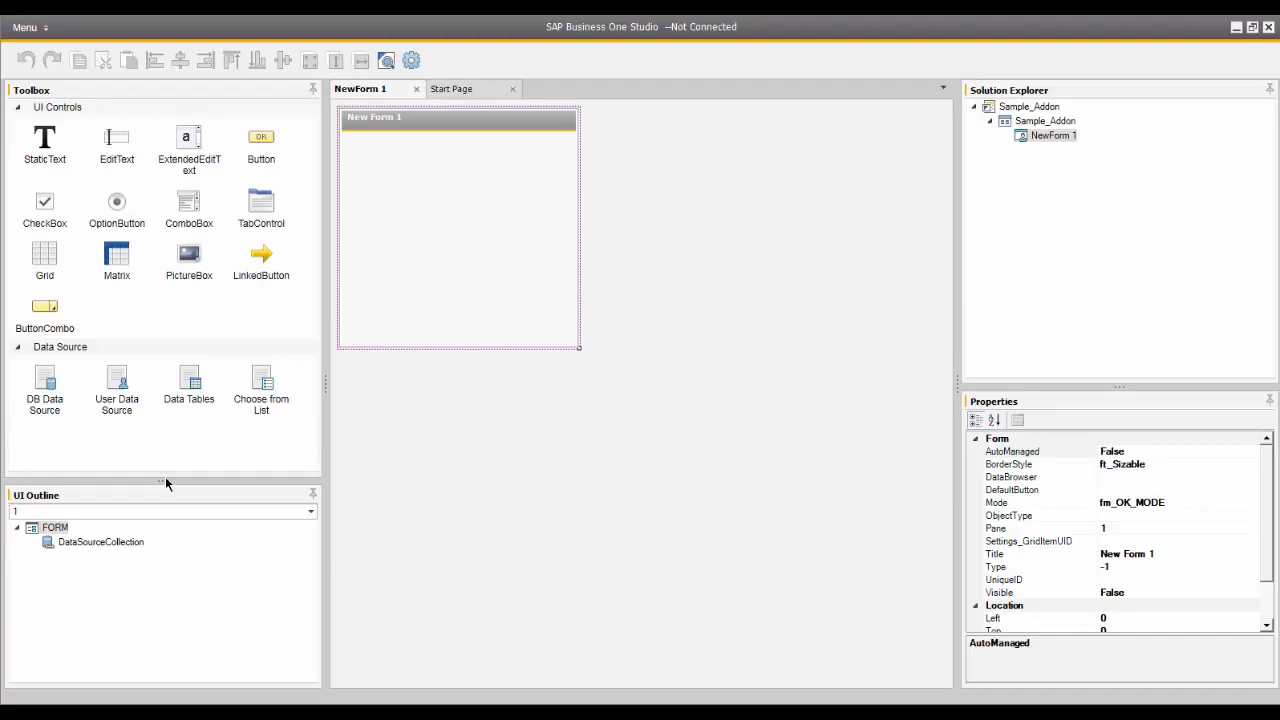 Menu
SAP Business One Studio --Not Connected
Toolbox
UI Controls
StaticText
EditText
ExtendedEditT
ext
Button
CheckBox
OptionButton
ComboBox
TabControl
Grid
Matrix
PictureBox
LinkedButton
ButtonCombo
Data Source
DB Data
Source
User Data
Source
Data Tables
Choose from
List
UI Outline
1
FORM
DataSourceCollection
NewForm 1
Start Page
New Form 1
Solution Explorer
Sample_Addon
Sample_Addon
NewForm 1
Properties
Form
AutoManaged False
BorderStyle ft_Sizable
DataBrowser
DefaultButton
Mode fm_OK_MODE
ObjectType
Pane 1
Settings_GridItemUID
Title New Form 1
Type -1
UniqueID
Visible False
Location
Left 0
Top 0
AutoManaged